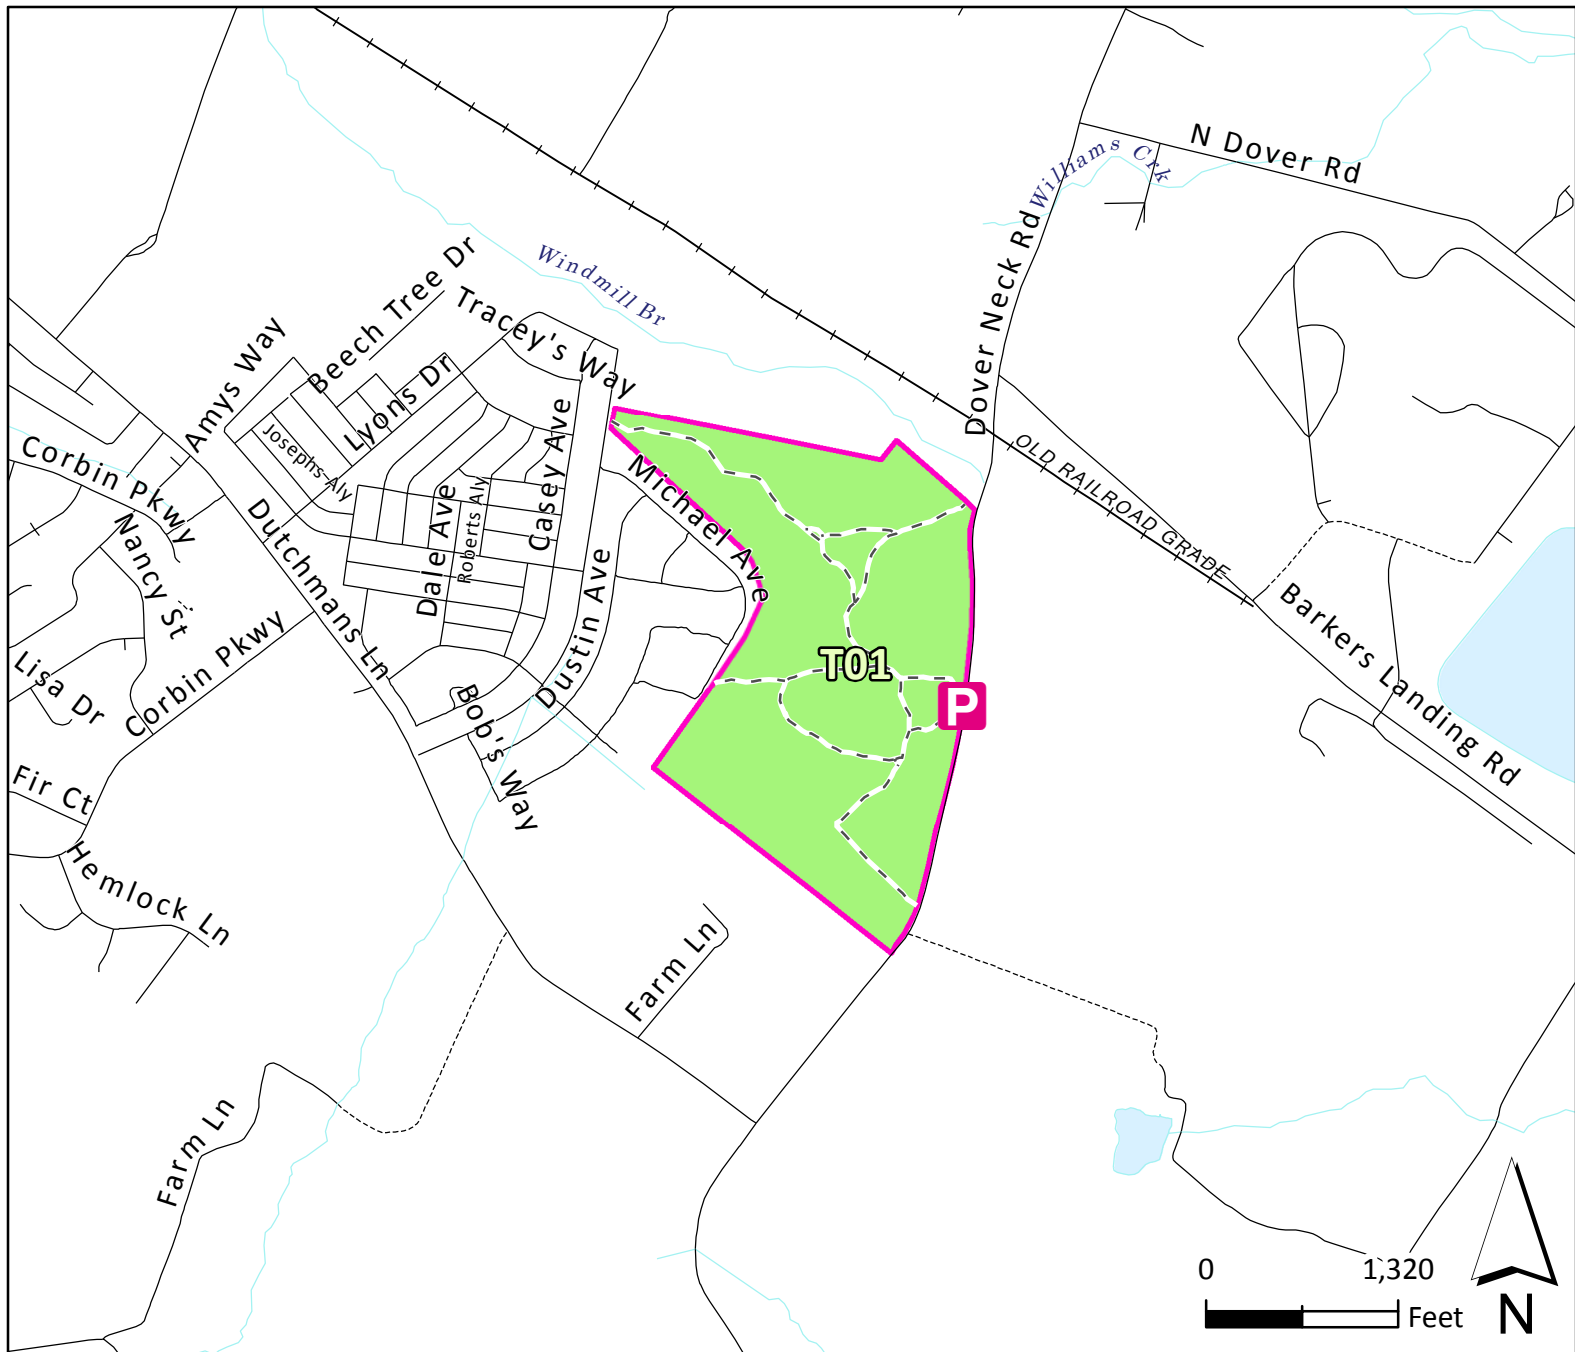 N Dover Rd
Williams Crk
Dover Neck Rd
Windmill Br
Beech Tree Dr
Tracey's Way
Amys Way
Lyons Dr
Josephs Aly
Casey Ave
Corbin Pkwy
Michael Ave
OLD RAILROAD GRADE
Dale Ave
Roberts Aly
Dutchmans Ln
Nancy St
Dustin Ave
Barkers Landing Rd
Lisa Dr
Corbin Pkwy
T01
P
Bob's Way
Fir Ct
Hemlock Ln
Farm Ln
Farm Ln
0 1,320
Feet
N